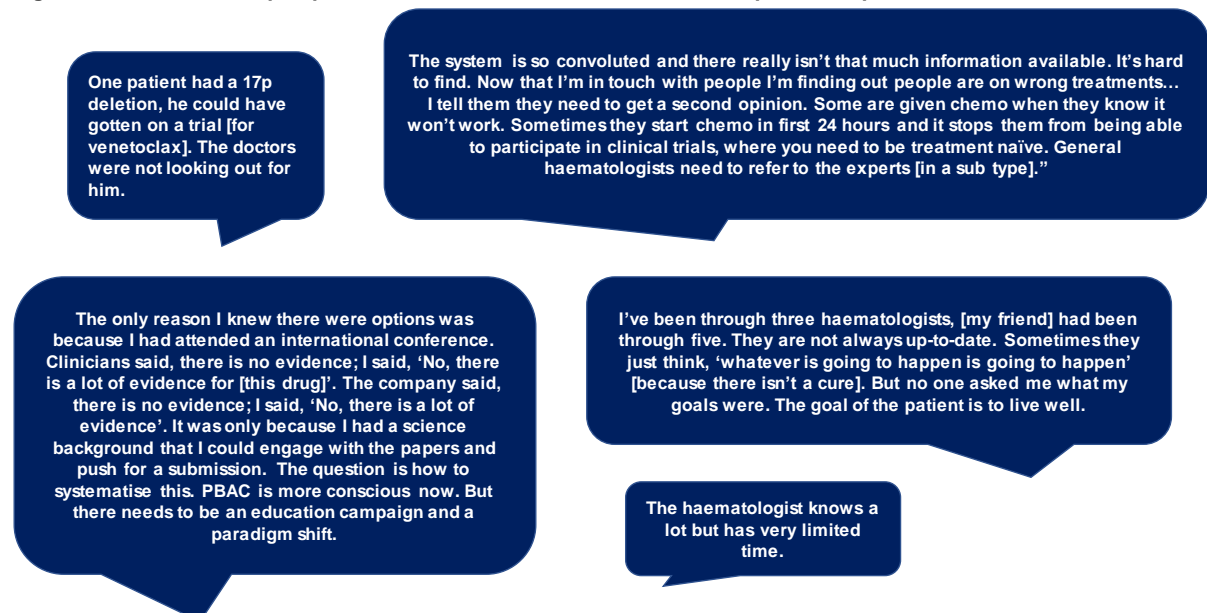 One patient had a 17p
deletion, he could have
gotten on a trial [for
venetoclax]. The doctors
were not looking out for
him.
The system is so convoluted and there really isn't that much information available. It's hard
to find. Now that I'm in touch with people I'm finding out people are on wrong treatments…
I tell them they need to get a second opinion. Some are given chemo when they know it
won't work. Sometimes they start chemo in first 24 hours and it stops them from being able
to participate in clinical trials, where you need to be treatment naïve. General
haematologists need to refer to the experts [in a sub type]."
The only reason I knew there were options was
because I had attended an international conference.
Clinicians said, there is no evidence; I said, 'No, there
is a lot of evidence for [this drug]'. The company said,
there is no evidence; I said, 'No, there is a lot of
evidence'. It was only because I had a science
background that I could engage with the papers and
push for a submission. The question is how to
systematise this. PBAC is more conscious now. But
there needs to be an education campaign and a
paradigm shift.
I've been through three haematologists, [my friend] had been
through five. They are not always up-to-date. Sometimes they
just think, 'whatever is going to happen is going to happen'
[because there isn't a cure]. But no one asked me what my
goals were. The goal of the patient is to live well.
The haematologist knows a
lot but has very limited
time.